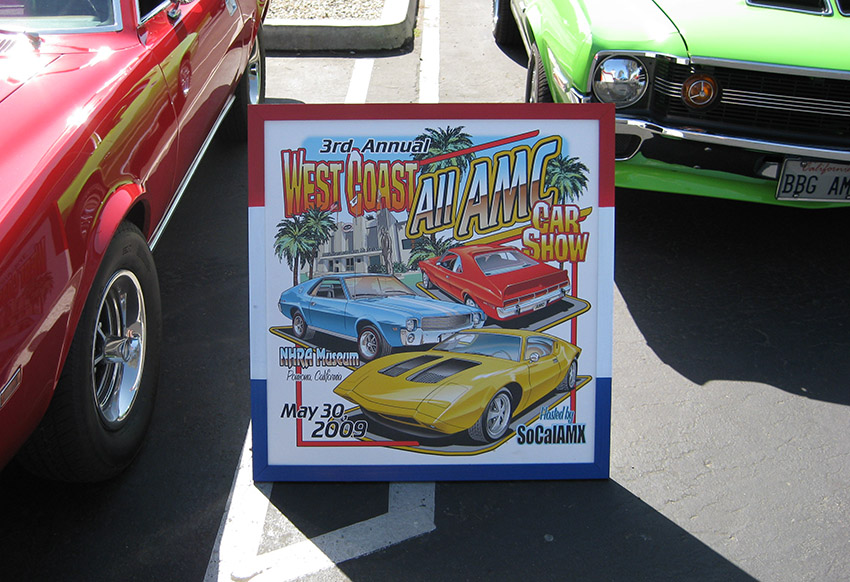 3rd Annual
West Coast
All AMC
Car
Show
NHRA Museum
Pomona, California
May 30,
2009
Hosted by
SoCalAMX
California
BBG AM